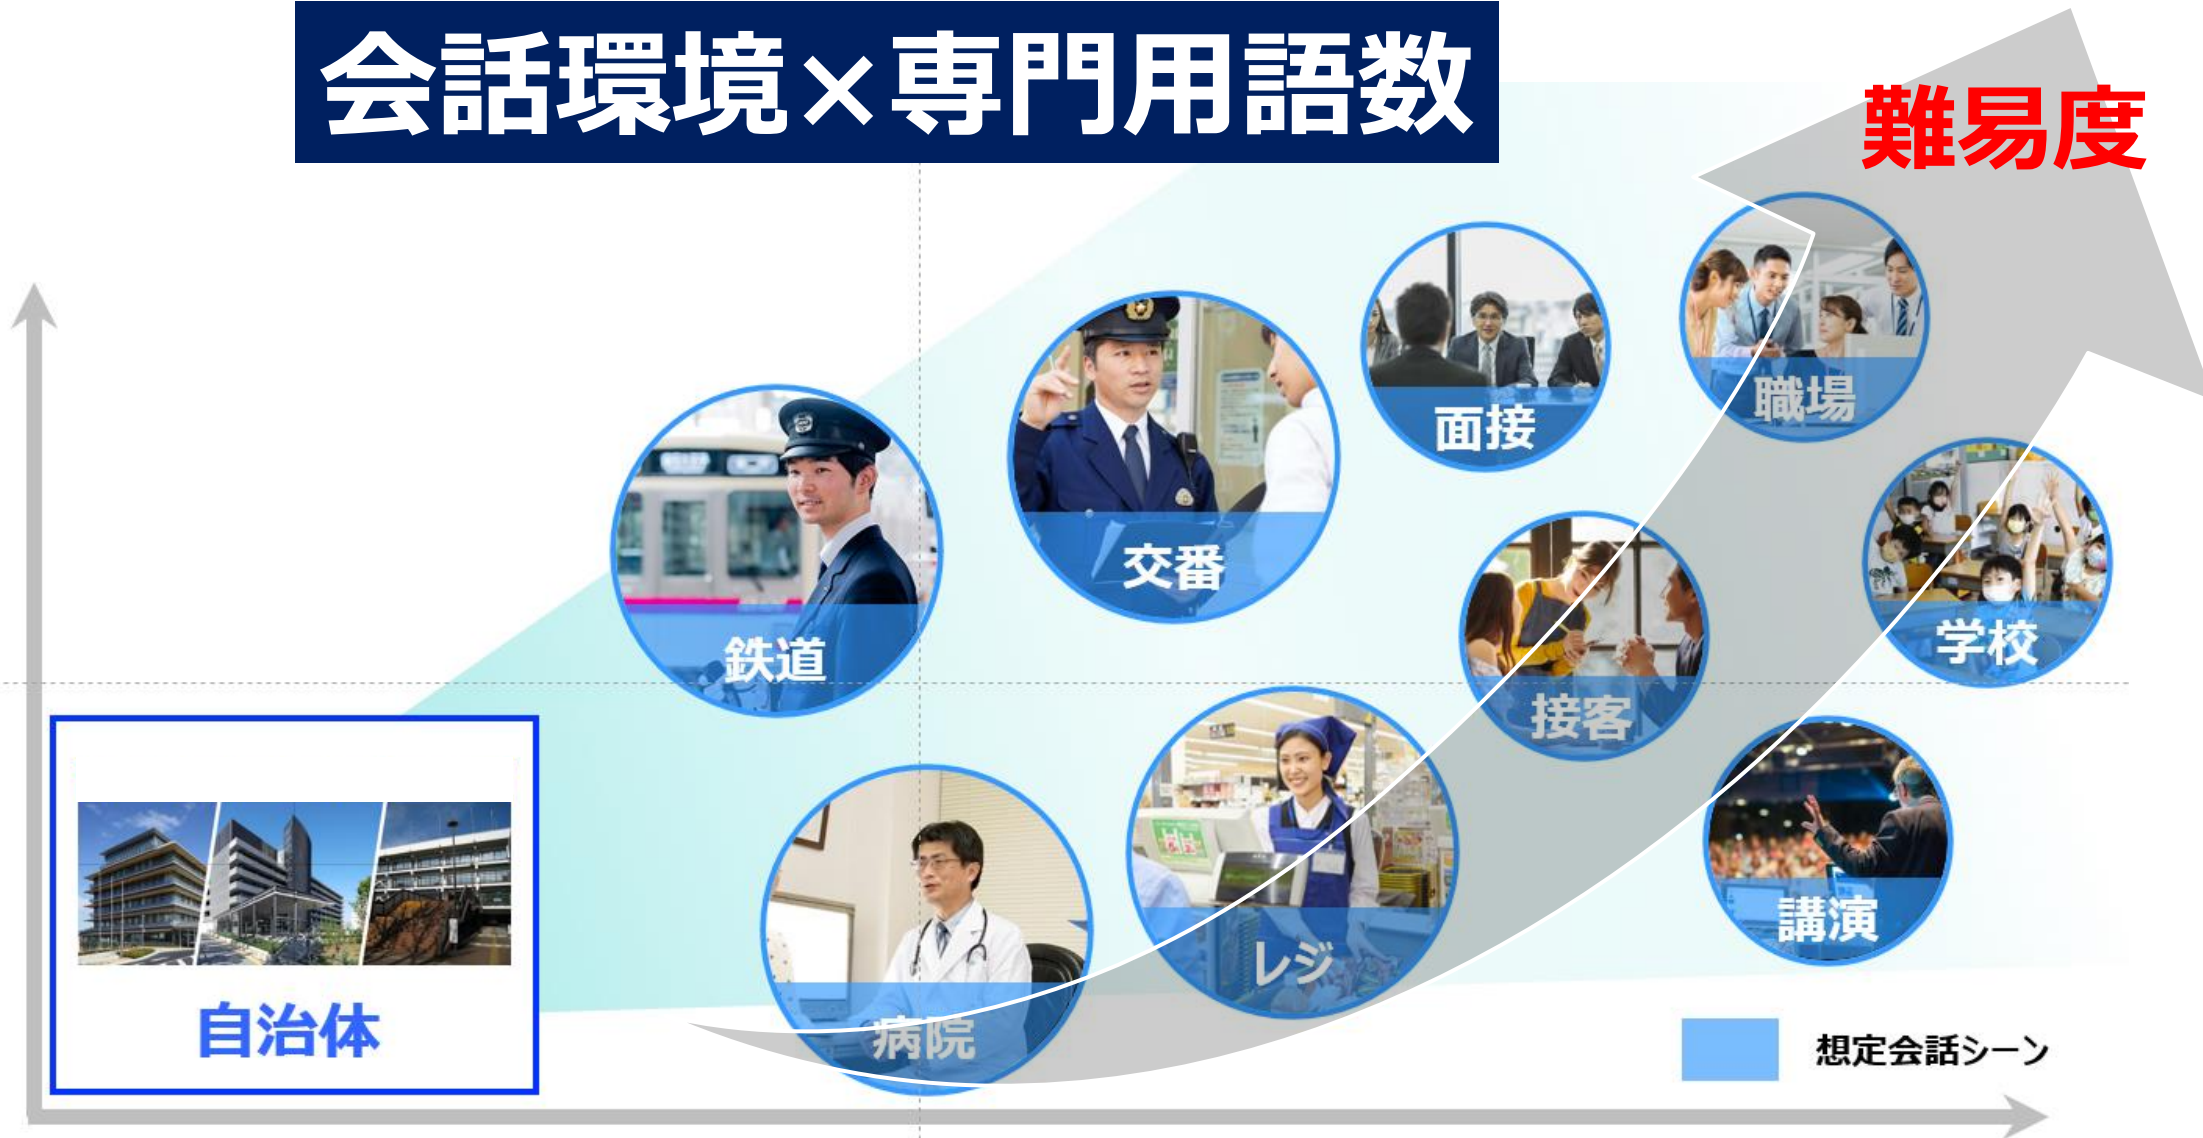 会話環境×専門用語数
難易度
面接
職場
交番
鉄道
学校
接客
講演
レジ
病院
自治体
想定会話シーン